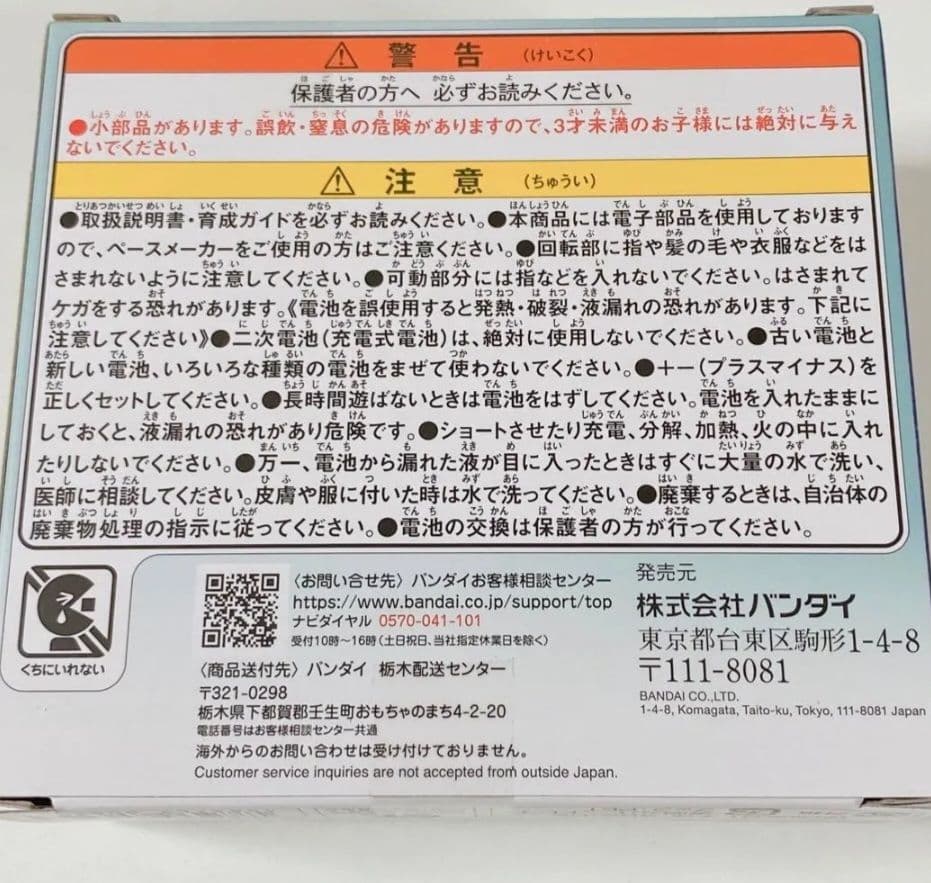 ⚠ 警告 (けいこく)
保護者の方へ 必ずお読みください。
●小部品があります。誤飲・窒息の危険がありますので、3才未満のお子様には絶対に与え
ないでください。
⚠ 注意 (ちゅうい)
●取扱説明書・育成ガイドを必ずお読みください。●本商品には電子部品を使用しております
ので、ペースメーカーをご使用の方はご注意ください。●回転部に指や髪の毛や衣服などをは
さまれないように注意してください。●可動部分には指などを入れないでください。はさまれて
ケガをする恐れがあります。《電池を誤使用すると発熱・破裂・液漏れの恐れがあります。下記に
注意してください》●二次電池(充電式電池)は、絶対に使用しないでください。●古い電池と
新しい電池、いろいろな種類の電池をまぜて使わないでください。●+−(プラスマイナス)を
正しくセットしてください。●長時間遊ばないときは電池をはずしてください。電池を入れたままに
しておくと、液漏れの恐れがあり危険です。●ショートさせたり充電、分解、加熱、火の中に入れ
たりしないでください。●万一、電池から漏れた液が目に入ったときはすぐに大量の水で洗い、
医師に相談してください。皮膚や服に付いた時は水で洗ってください。●廃棄するときは、自治体の
廃棄物処理の指示に従ってください。●電池の交換は保護者の方が行ってください。
くちにいれない
〈お問い合せ先〉バンダイお客様相談センター
https://www.bandai.co.jp/support/top
ナビダイヤル 0570-041-101
受付10時〜16時(土日祝日、当社指定休業日を除く)
〈商品送付先〉バンダイ 栃木配送センター
〒321-0298
栃木県下都賀郡壬生町おもちゃのまち4-2-20
電話番号はお客様相談センター共通
海外からのお問い合わせは受け付けておりません。
Customer service inquiries are not accepted from outside Japan.
発売元
株式会社バンダイ
東京都台東区駒形1-4-8
〒111-8081
BANDAI CO.,LTD.
1-4-8, Komagata, Taito-ku, Tokyo, 111-8081 Japan